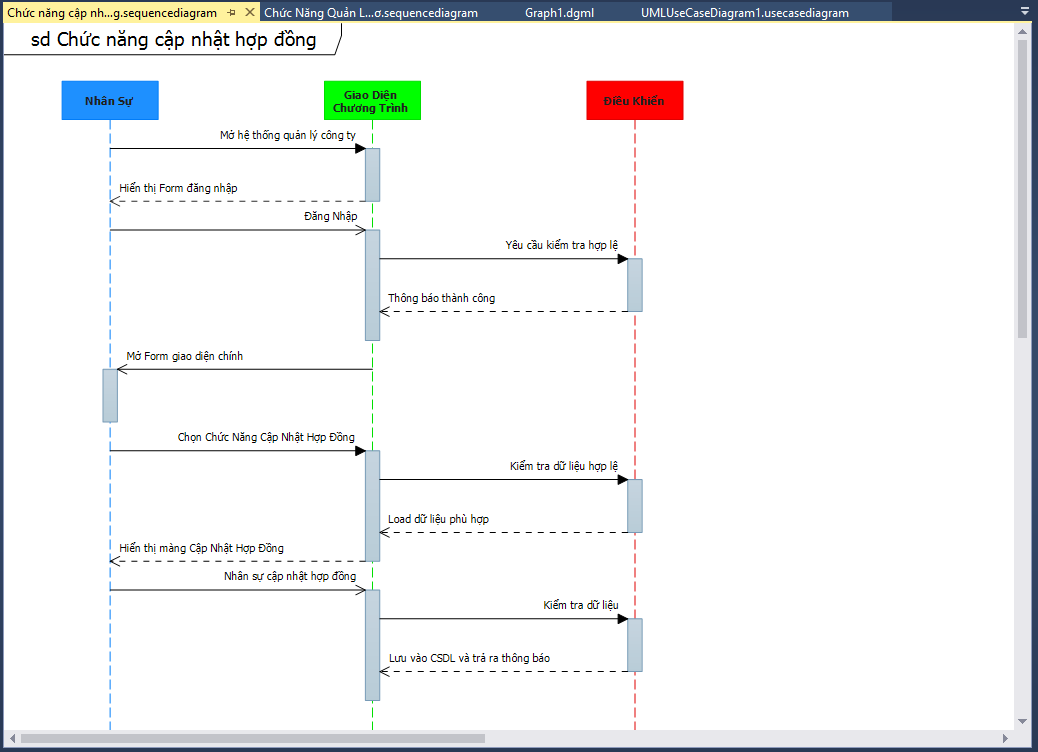 Chức năng cập nh...g.sequencediagram
Chức Năng Quản L...ơ.sequencediagram
Graph1.dgml
UMLUseCaseDiagram1.usecasediagram
sd Chức năng cập nhật hợp đồng
Nhân Sự
Giao Diện
Chương Trình
Điều Khiển
Mở hệ thống quản lý công ty
Hiển thị Form đăng nhập
Đăng Nhập
Yêu cầu kiểm tra hợp lệ
Thông báo thành công
Mở Form giao diện chính
Chọn Chức Năng Cập Nhật Hợp Đồng
Kiểm tra dữ liệu hợp lệ
Load dữ liệu phù hợp
Hiển thị màng Cập Nhật Hợp Đồng
Nhân sự cập nhật hợp đồng
Kiểm tra dữ liệu
Lưu vào CSDL và trả ra thông báo